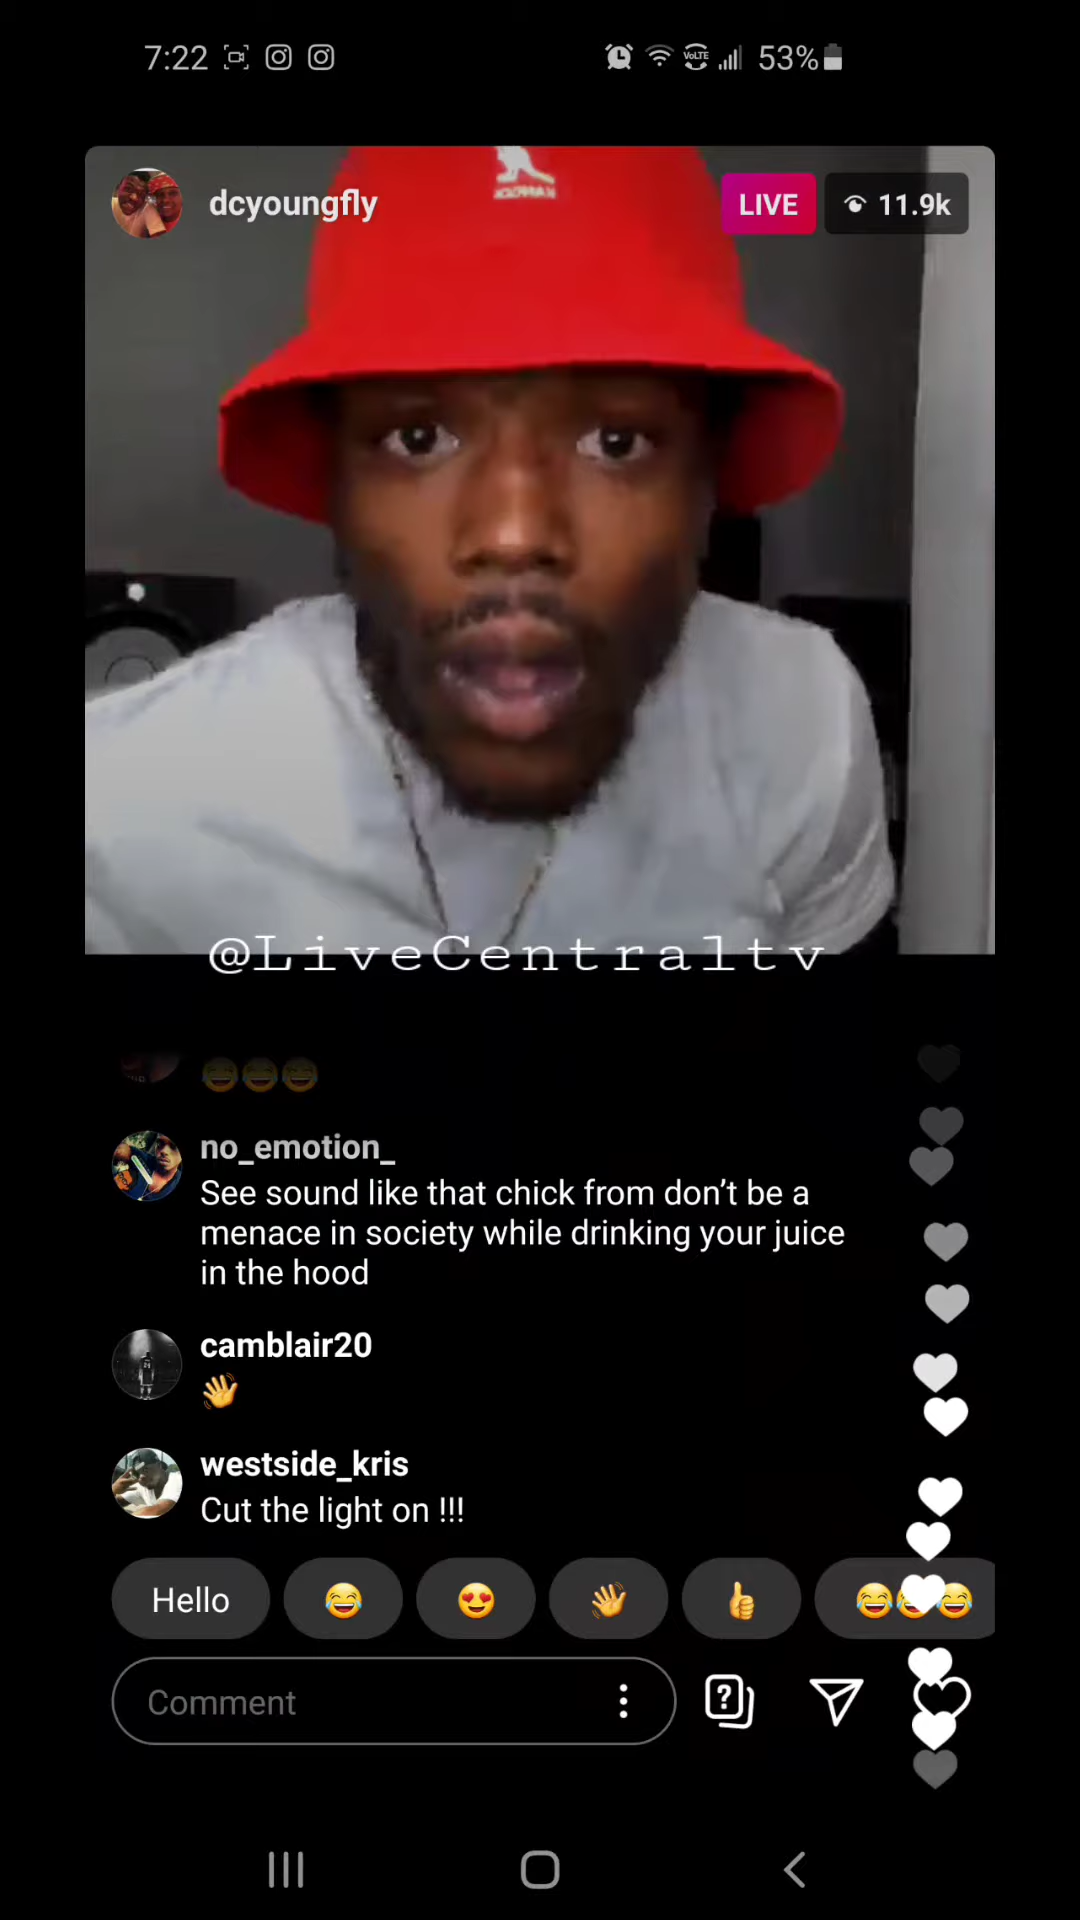 7:22
VoLTE
53%
dcyoungfly
LIVE
11.9k
@LiveCentraltv
😂😂😂
no_emotion_
See sound like that chick from don’t be a
menace in society while drinking your juice
in the hood
camblair20
👋
westside_kris
Cut the light on !!!
Hello 😂 😍 👋 👍 😂😂😂
Comment